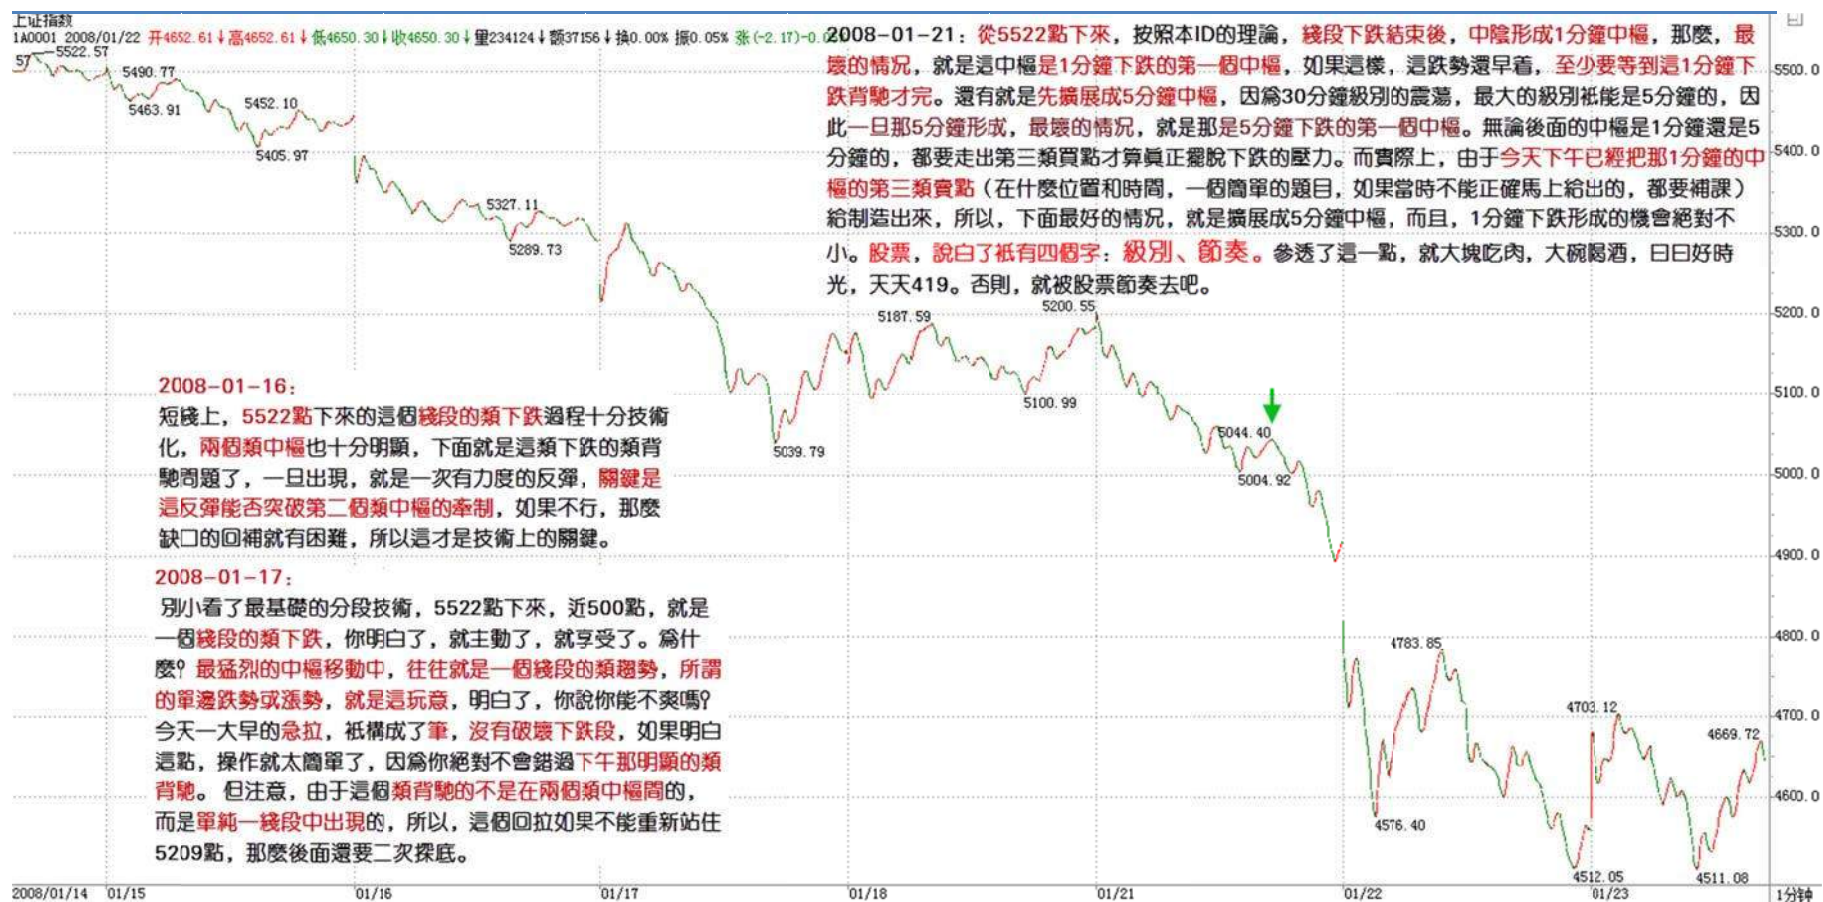 上证指数
1A0001 2008/01/22 开4652.61↓高4652.61↓低4650.30↓收4650.30↓量234124↓额37156↓换0.00% 振0.05% 涨(-2.17)-0.0
2008-01-21：從5522點下來，按照本ID的理論，綫段下跌結束後，中陰形成1分鐘中樞，那麼，最
壞的情况，就是這中樞是1分鐘下跌的第一個中樞，如果這樣，這跌勢還早着，至少要等到這1分鐘下
跌背馳才完。還有就是先擴展成5分鐘中樞，因爲30分鐘級别的震蕩，最大的級别衹能是5分鐘的，因
此一旦那5分鐘形成，最壞的情况，就是那是5分鐘下跌的第一個中樞。無論後面的中樞是1分鐘還是5
分鐘的，都要走出第三類買點才算眞正擺脱下跌的壓力。而實際上，由于今天下午已經把那1分鐘的中
樞的第三類賣點（在什麼位置和時間，一個簡單的題目，如果當時不能正確馬上給出的，都要補課）
給制造出來，所以，下面最好的情况，就是擴展成5分鐘中樞，而且，1分鐘下跌形成的機會絕對不
小。股票，說白了衹有四個字：級别、節奏。參透了這一點，就大塊吃肉，大碗喝酒，日日好時
光，天天419。否則，就被股票節奏去吧。
57
5522.57
5490.77
5463.91
5452.10
5405.97
5327.11
5289.73
5187.59
5200.55
5100.99
5039.79
5044.40
5004.92
4783.85
4576.40
4703.12
4669.72
4512.05
4511.08
2008-01-16：
短綫上，5522點下來的這個綫段的類下跌過程十分技術
化，兩個類中樞也十分明顯，下面就是這類下跌的類背
馳問題了，一旦出現，就是一次有力度的反彈，關鍵是
這反彈能否突破第二個類中樞的牽制，如果不行，那麼
缺口的回補就有困難，所以這才是技術上的關鍵。
2008-01-17：
别小看了最基礎的分段技術，5522點下來，近500點，就是
一個綫段的類下跌，你明白了，就主動了，就享受了。爲什
麼？最猛烈的中樞移動中，往往就是一個綫段的類趨勢，所謂
的單邊跌勢或漲勢，就是這玩意，明白了，你說你能不爽嗎？
今天一大早的急拉，衹構成了筆，没有破壞下跌段，如果明白
這點，操作就太簡單了，因爲你絕對不會錯過下午那明顯的類
背馳。但注意，由于這個類背馳的不是在兩個類中樞間的，
而是單純一綫段中出現的，所以，這個回拉如果不能重新站住
5209點，那麼後面還要二次探底。
5500.0
5400.0
5300.0
5200.0
5100.0
5000.0
4900.0
4800.0
4700.0
4600.0
2008/01/14 01/15 01/16 01/17 01/18 01/21 01/22 01/23 1分钟